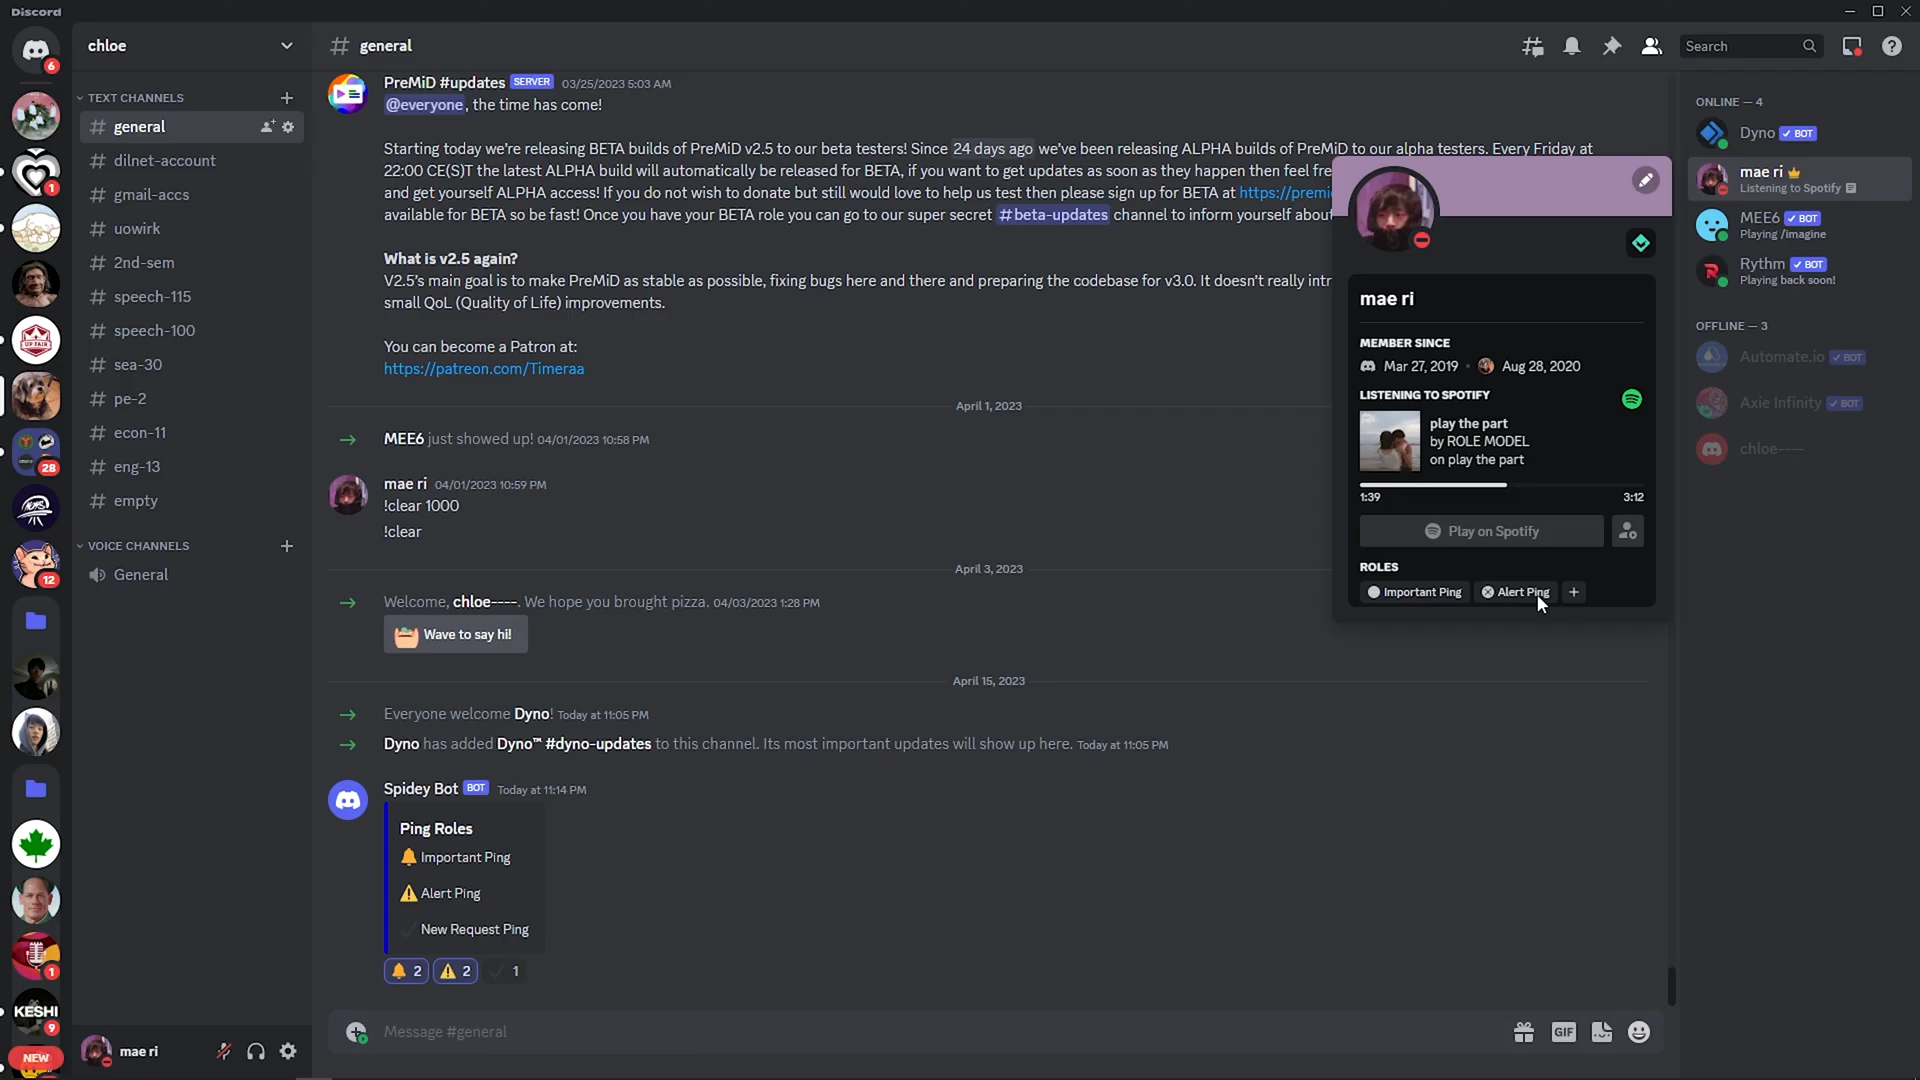 Discord
6
1
28
12
1
KESHI
9
NEW
chloe
TEXT CHANNELS
general
dilnet-account
gmail-accs
uowirk
2nd-sem
speech-115
speech-100
sea-30
pe-2
econ-11
eng-13
empty
VOICE CHANNELS
General
mae ri
general
Search
PreMiD #updates SERVER 03/25/2023 5:03 AM
@everyone, the time has come!
Starting today we're releasing BETA builds of PreMiD v2.5 to our beta testers! Since 24 days ago we've been releasing ALPHA builds of PreMiD to our alpha testers. Every Friday at
22:00 CE(S)T the latest ALPHA build will automatically be released for BETA, if you want to get updates as soon as they happen then feel fre
and get yourself ALPHA access! If you do not wish to donate but still would love to help us test then please sign up for BETA at https://premi
available for BETA so be fast! Once you have your BETA role you can go to our super secret #beta-updates channel to inform yourself about
What is v2.5 again?
V2.5's main goal is to make PreMiD as stable as possible, fixing bugs here and there and preparing the codebase for v3.0. It doesn't really intr
small QoL (Quality of Life) improvements.
You can become a Patron at:
https://patreon.com/Timeraa
April 1, 2023
MEE6 just showed up! 04/01/2023 10:58 PM
mae ri 04/01/2023 10:59 PM
!clear 1000
!clear
April 3, 2023
Welcome, chloe----. We hope you brought pizza. 04/03/2023 1:28 PM
Wave to say hi!
April 15, 2023
Everyone welcome Dyno! Today at 11:05 PM
Dyno has added Dyno™ #dyno-updates to this channel. Its most important updates will show up here. Today at 11:05 PM
Spidey Bot BOT Today at 11:14 PM
Ping Roles
Important Ping
Alert Ping
New Request Ping
2 2 1
Message #general
GIF
mae ri
MEMBER SINCE
Mar 27, 2019 Aug 28, 2020
LISTENING TO SPOTIFY
play the part
by ROLE MODEL
on play the part
1:39 3:12
Play on Spotify
ROLES
Important Ping Alert Ping
ONLINE — 4
Dyno BOT
mae ri
Listening to Spotify
MEE6 BOT
Playing /imagine
Rythm BOT
Playing back soon!
OFFLINE — 3
Automate.io BOT
Axie Infinity BOT
chloe----